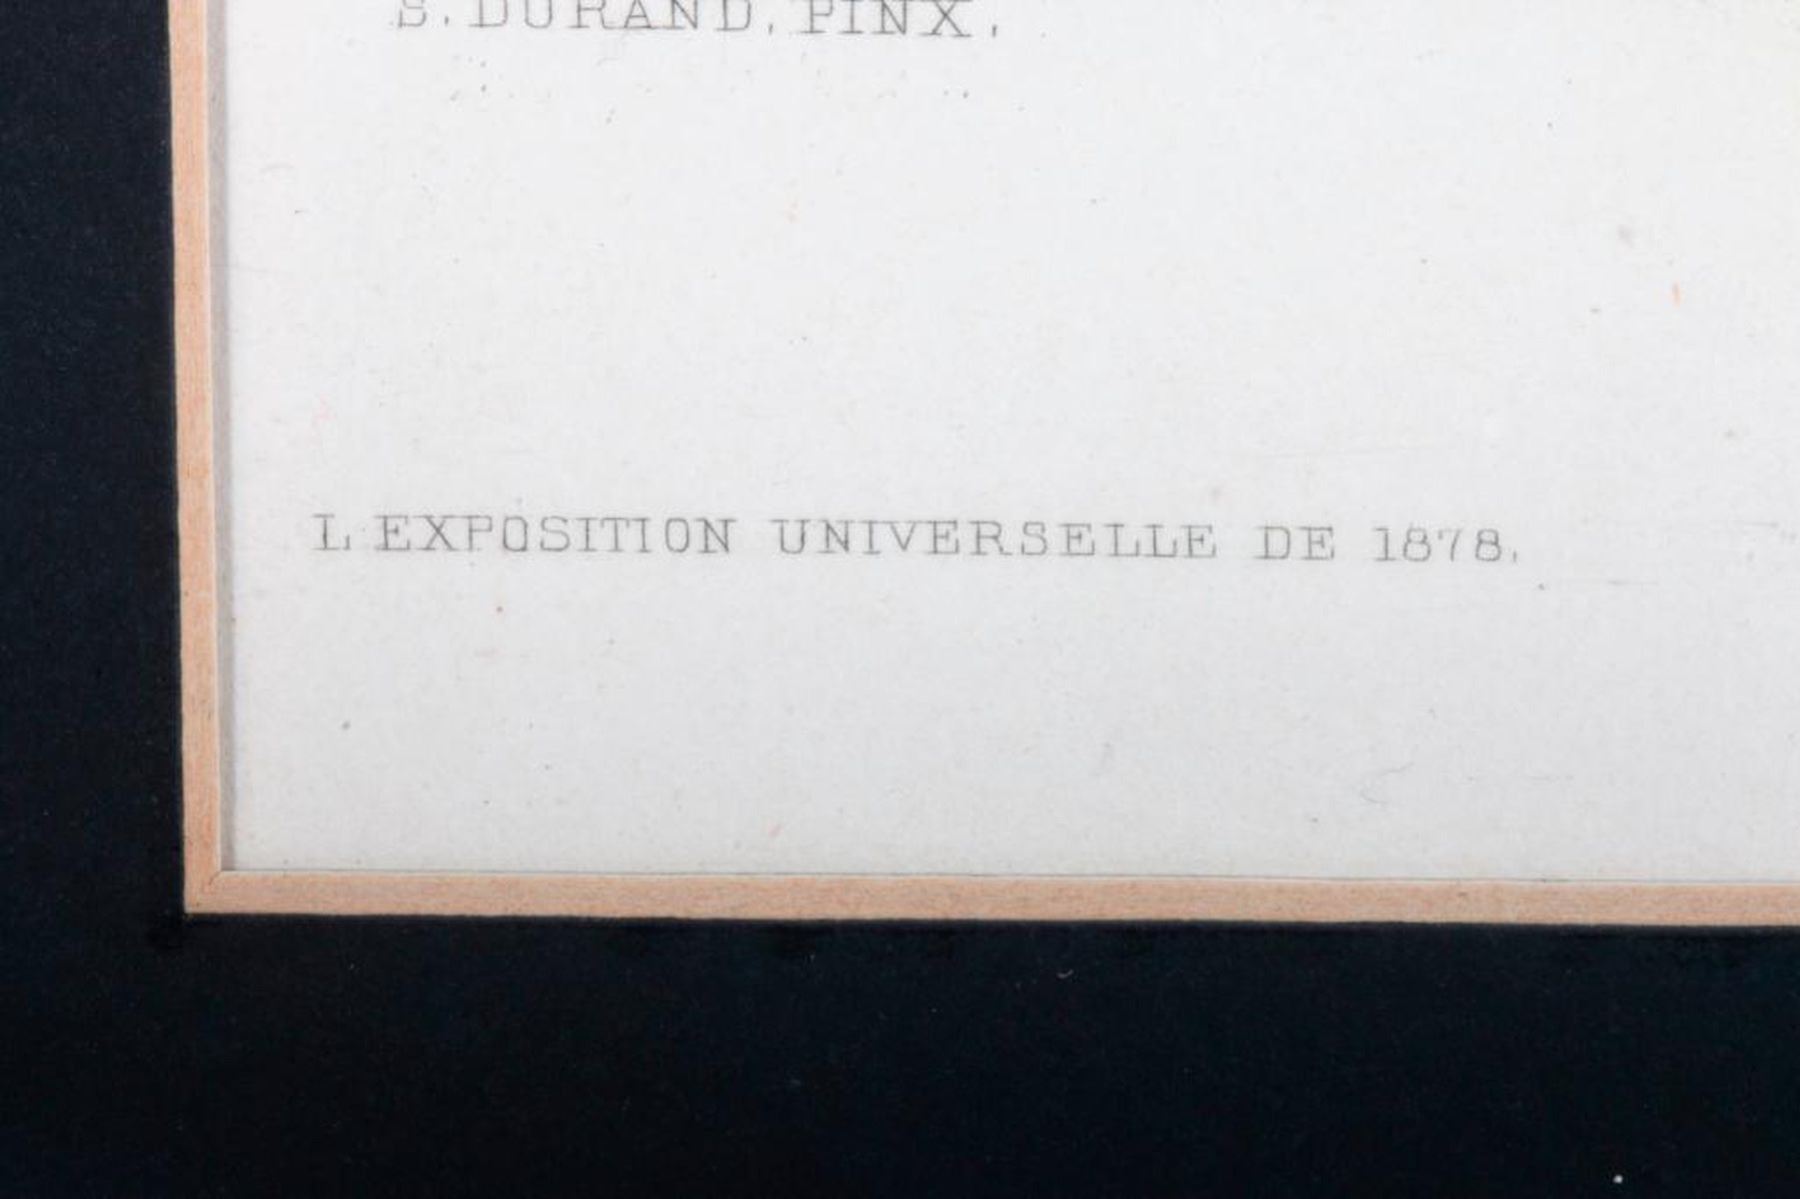 S. DURAND, PINX.
L'EXPOSITION UNIVERSELLE DE 1878.